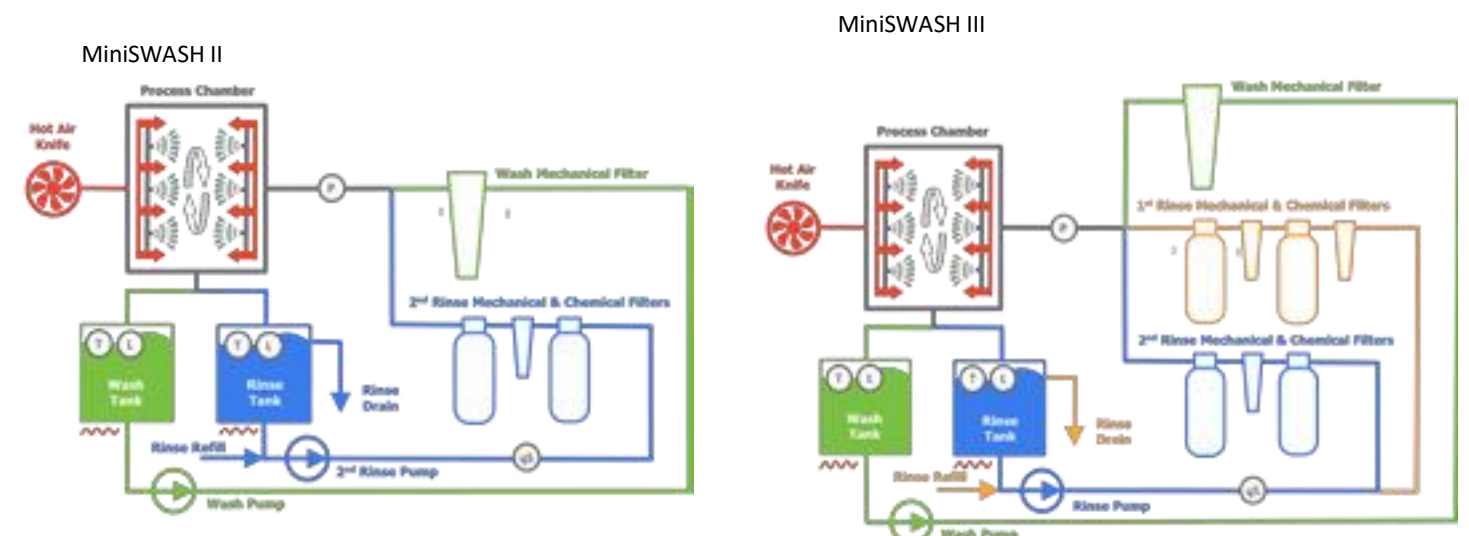 MiniSWASH II
Process Chamber
Hot Air
Knife
P
Wash Mechanical Filter
2nd Rinse Mechanical & Chemical Filters
T L
Wash
Tank
T L
Rinse
Tank
Rinse
Drain
Rinse Refill
2nd Rinse Pump
Wash Pump
MiniSWASH III
Wash Mechanical Filter
Process Chamber
Hot Air
Knife
P
1st Rinse Mechanical & Chemical Filters
2nd Rinse Mechanical & Chemical Filters
T L
Wash
Tank
T L
Rinse
Tank
Rinse
Drain
Rinse Refill
Rinse Pump
Wash Pump